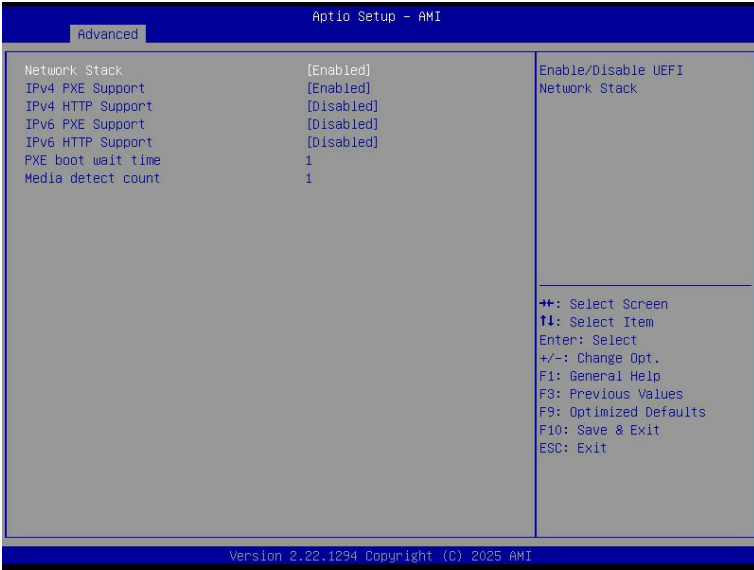 Aptio Setup – AMI
Advanced
Network Stack [Enabled]
IPv4 PXE Support [Enabled]
IPv4 HTTP Support [Disabled]
IPv6 PXE Support [Disabled]
IPv6 HTTP Support [Disabled]
PXE boot wait time 1
Media detect count 1
Enable/Disable UEFI
Network Stack
→←: Select Screen
↑↓: Select Item
Enter: Select
+/-: Change Opt.
F1: General Help
F3: Previous Values
F9: Optimized Defaults
F10: Save & Exit
ESC: Exit
Version 2.22.1294 Copyright (C) 2025 AMI